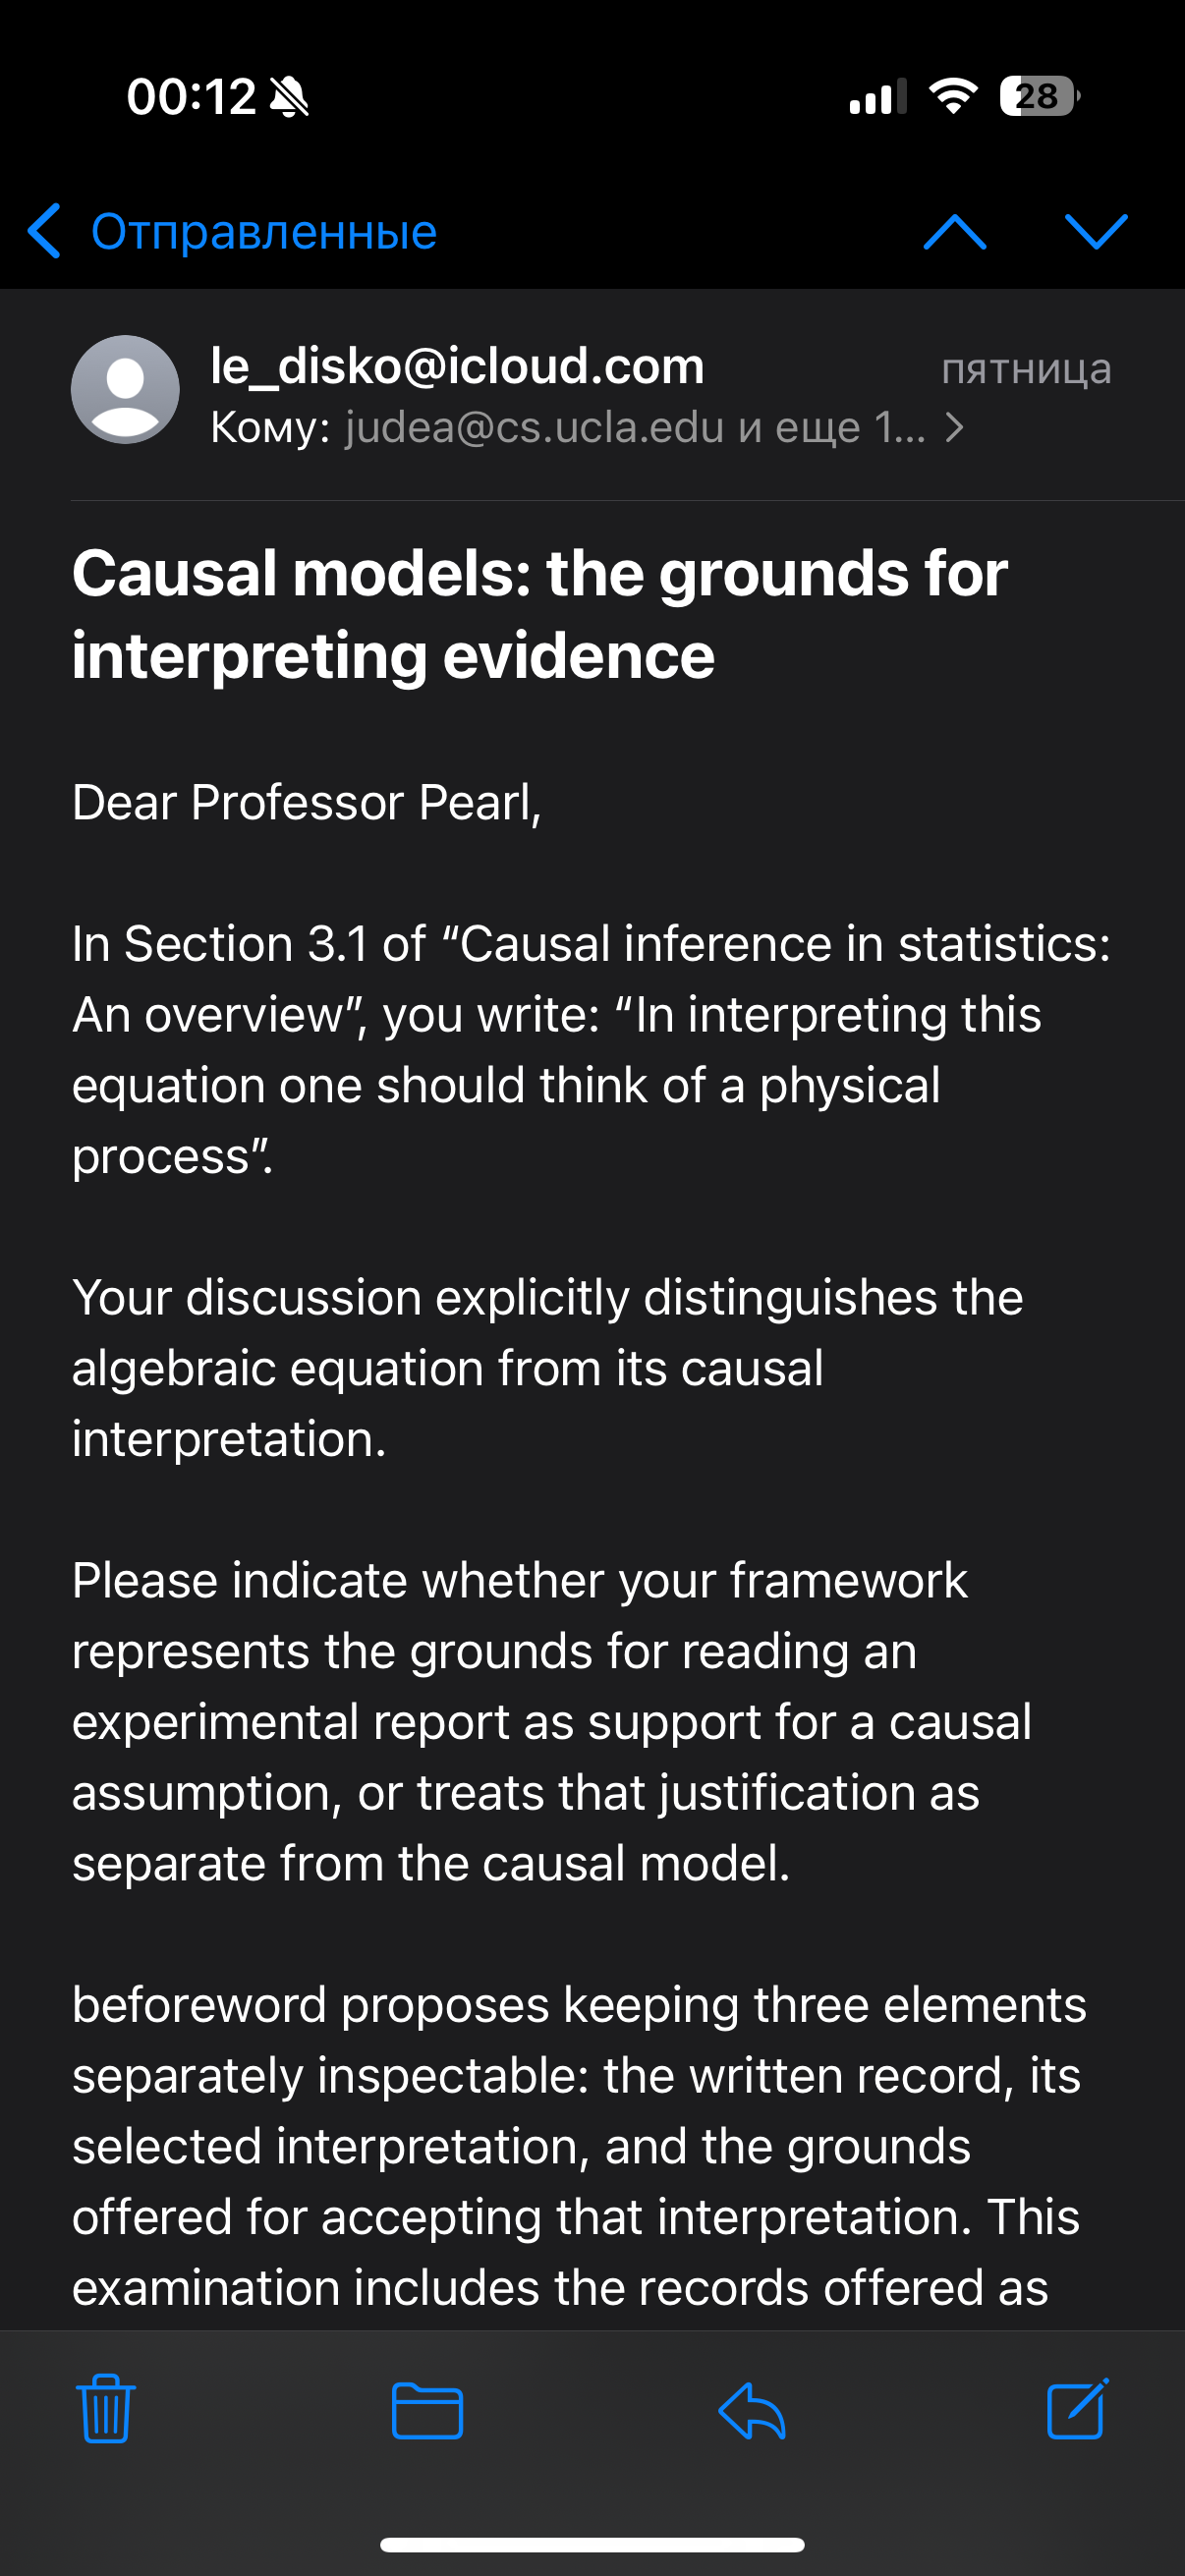 00:12
28
Отправленные
le_disko@icloud.com
пятница
Кому: judea@cs.ucla.edu и еще 1...
Causal models: the grounds for
interpreting evidence
Dear Professor Pearl,
In Section 3.1 of “Causal inference in statistics:
An overview”, you write: “In interpreting this
equation one should think of a physical
process”.
Your discussion explicitly distinguishes the
algebraic equation from its causal
interpretation.
Please indicate whether your framework
represents the grounds for reading an
experimental report as support for a causal
assumption, or treats that justification as
separate from the causal model.
beforeword proposes keeping three elements
separately inspectable: the written record, its
selected interpretation, and the grounds
offered for accepting that interpretation. This
examination includes the records offered as